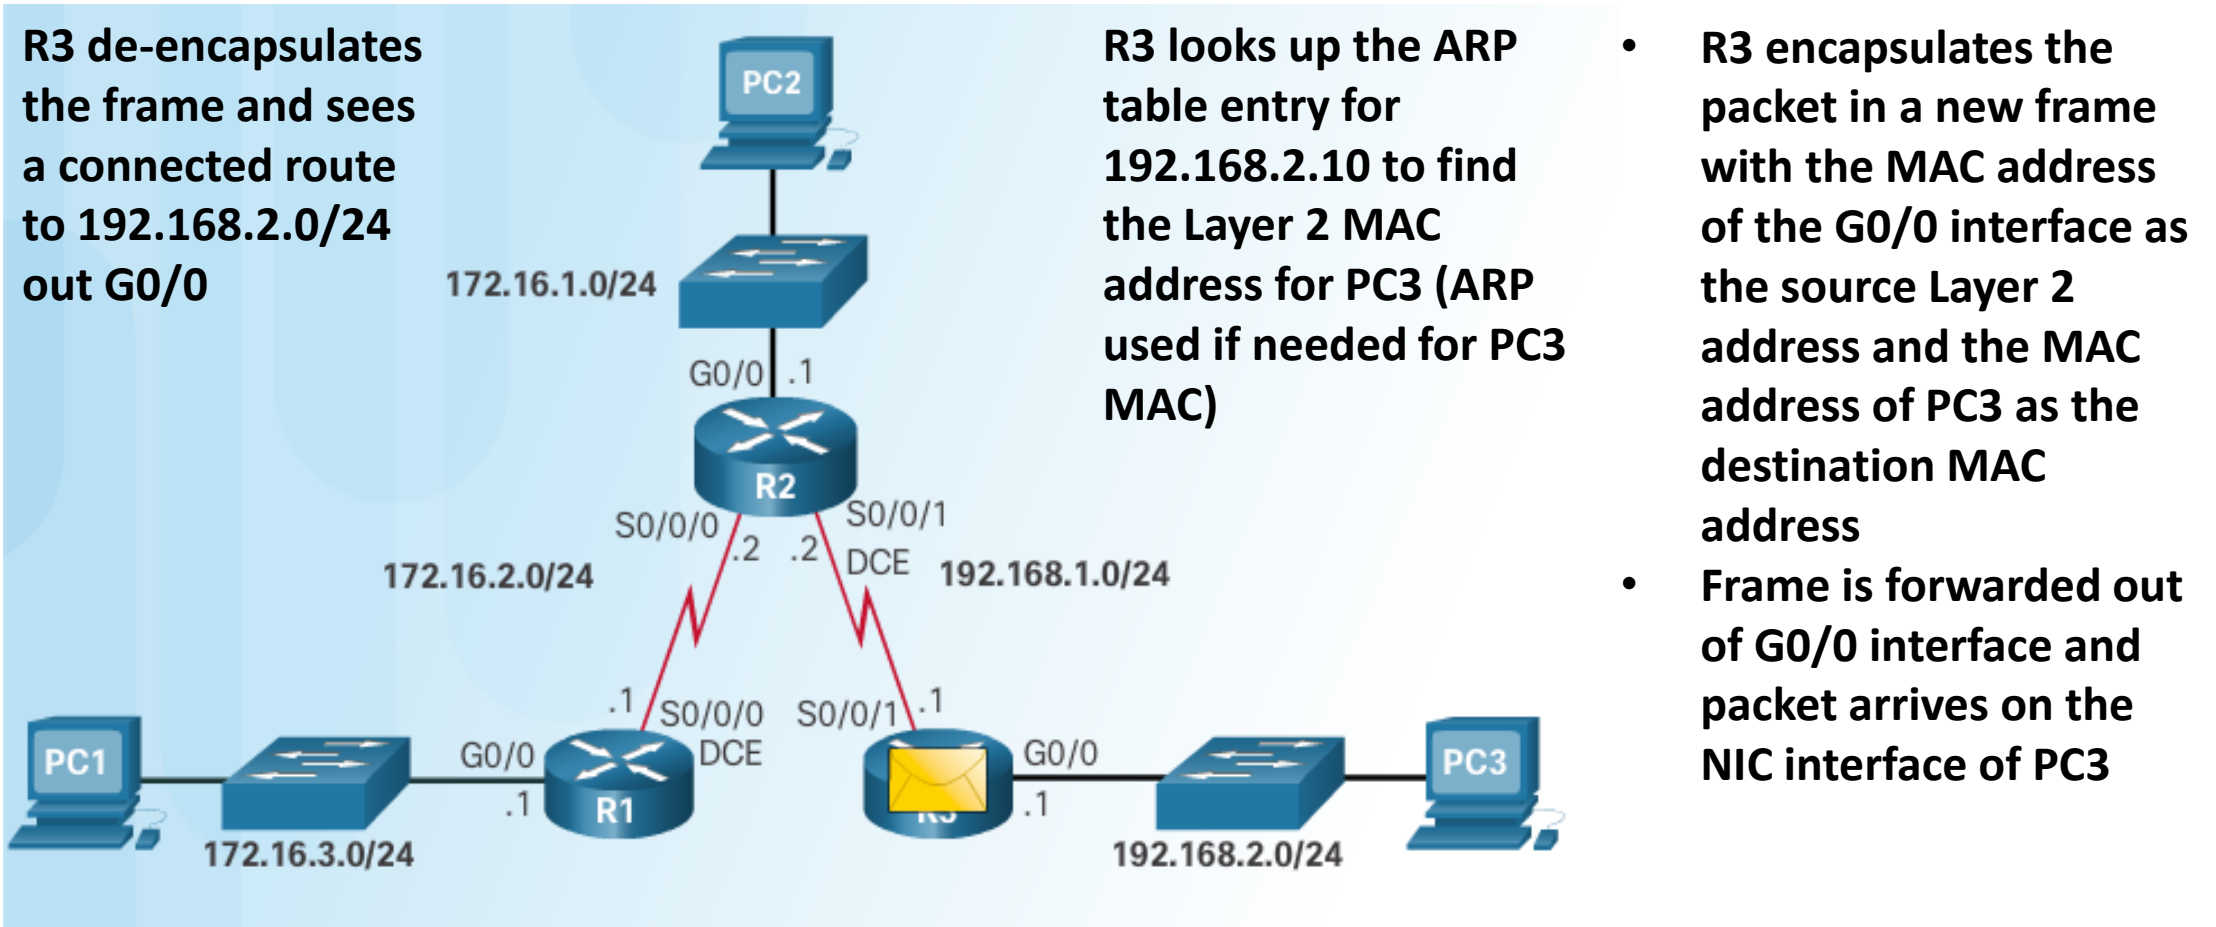 R3 de-encapsulates
the frame and sees
a connected route
to 192.168.2.0/24
out G0/0
R3 looks up the ARP
table entry for
192.168.2.10 to find
the Layer 2 MAC
address for PC3 (ARP
used if needed for PC3
MAC)
• R3 encapsulates the
packet in a new frame
with the MAC address
of the G0/0 interface as
the source Layer 2
address and the MAC
address of PC3 as the
destination MAC
address
• Frame is forwarded out
of G0/0 interface and
packet arrives on the
NIC interface of PC3
PC2
172.16.1.0/24
G0/0 .1
R2
S0/0/0 S0/0/1
.2 .2 DCE
172.16.2.0/24 192.168.1.0/24
.1 S0/0/0 S0/0/1 .1
DCE
PC1 G0/0 G0/0 PC3
.1 R1 R3 .1
172.16.3.0/24 192.168.2.0/24